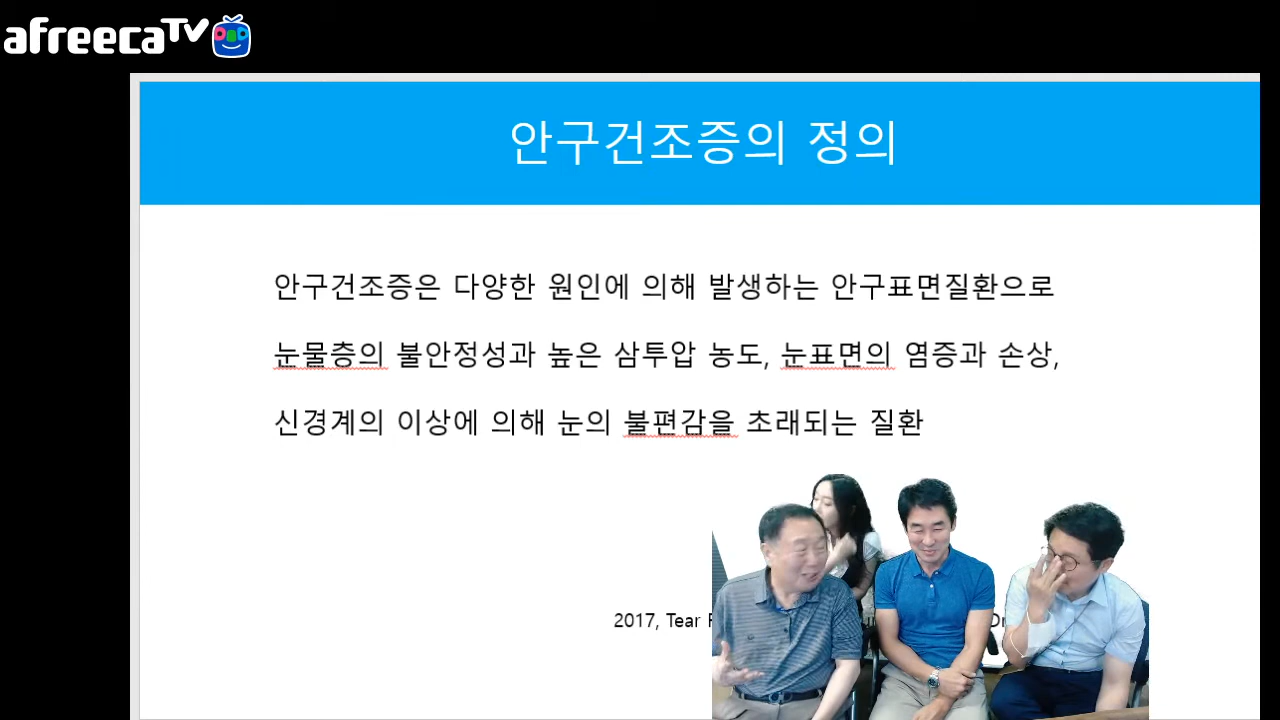 afreecaTV
안구건조증의 정의
안구건조증은 다양한 원인에 의해 발생하는 안구표면질환으로
눈물층의 불안정성과 높은 삼투압 농도, 눈표면의 염증과 손상,
신경계의 이상에 의해 눈의 불편감을 초래되는 질환
2017, Tear